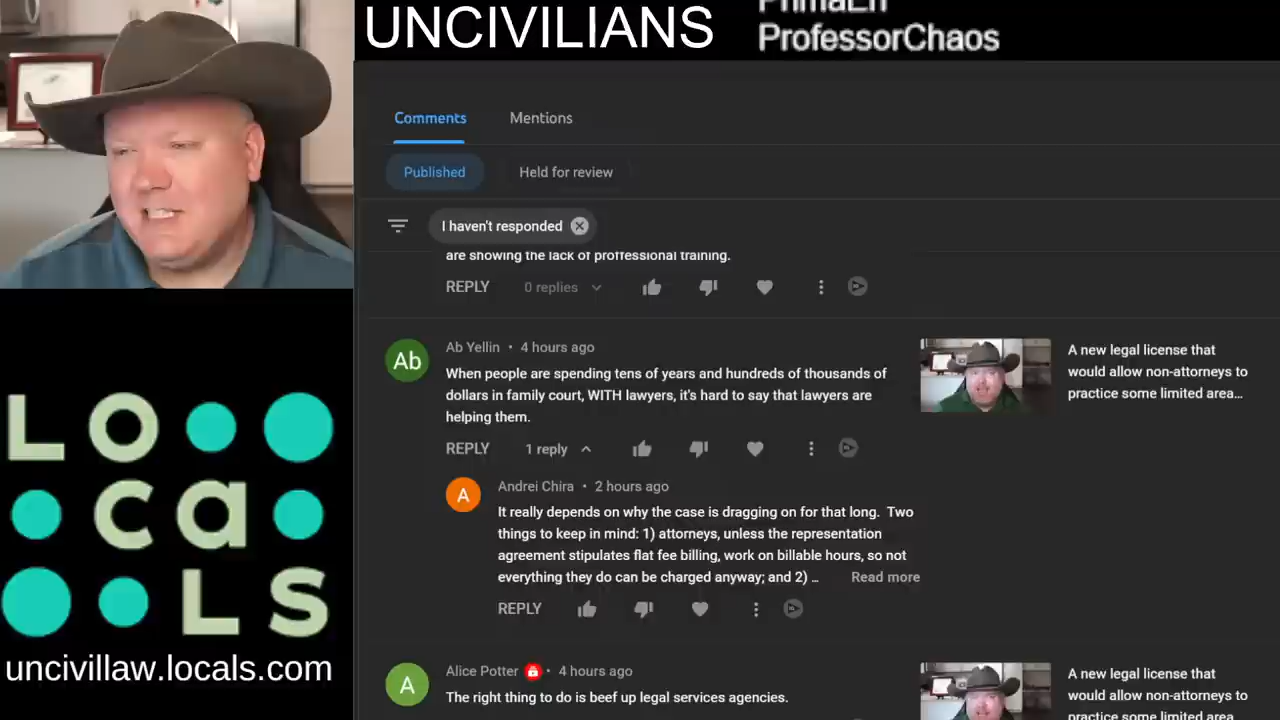 UNCIVILIANS
PrimaEri
ProfessorChaos
Comments
Mentions
Published
Held for review
I haven't responded
are showing the lack of proffessional training.
REPLY
0 replies
Ab
Ab Yellin • 4 hours ago
When people are spending tens of years and hundreds of thousands of
dollars in family court, WITH lawyers, it's hard to say that lawyers are
helping them.
REPLY
1 reply
A new legal license that
would allow non-attorneys to
practice some limited area...
A
Andrei Chira • 2 hours ago
It really depends on why the case is dragging on for that long. Two
things to keep in mind: 1) attorneys, unless the representation
agreement stipulates flat fee billing, work on billable hours, so not
everything they do can be charged anyway; and 2) ...
Read more
REPLY
A
Alice Potter • 4 hours ago
The right thing to do is beef up legal services agencies.
A new legal license that
would allow non-attorneys to
practice some limited area
LOCALS
uncivillaw.locals.com